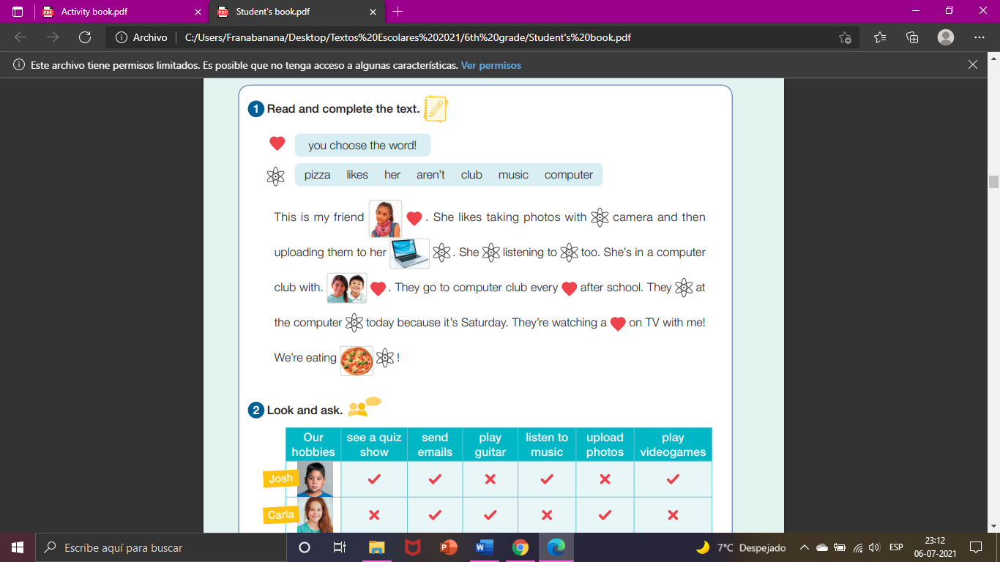 Activity book.pdf
Student's book.pdf
Archivo
C:/Users/Franabanana/Desktop/Textos%20Escolares%202021/6th%20grade/Student's%20book.pdf
Este archivo tiene permisos limitados. Es posible que no tenga acceso a algunas características. Ver permisos
1 Read and complete the text.
you choose the word!
pizza likes her aren't club music computer
This is my friend . She likes taking photos with camera and then
uploading them to her . She listening to too. She's in a computer
club with. . They go to computer club every after school. They at
the computer today because it's Saturday. They're watching a on TV with me!
We're eating !
2 Look and ask.
Our hobbies see a quiz show send emails play guitar listen to music upload photos play videogames
Josh
Carla
Escribe aquí para buscar
7°C Despejado
ESP
23:12
06-07-2021